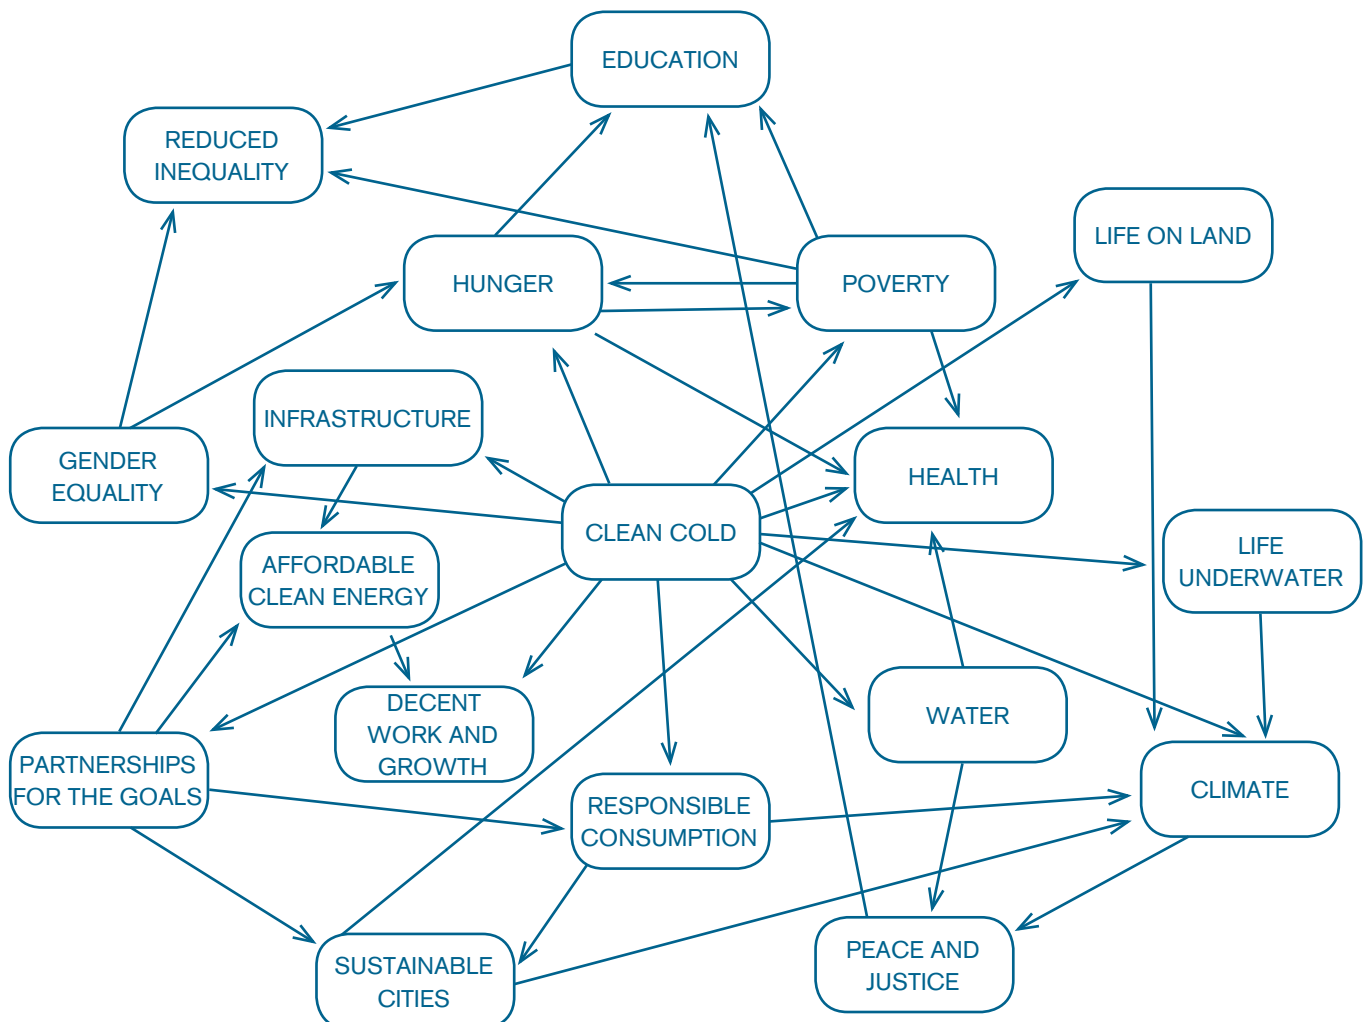 EDUCATION
REDUCED
INEQUALITY
LIFE ON LAND
HUNGER
POVERTY
INFRASTRUCTURE
GENDER
EQUALITY
HEALTH
CLEAN COLD
LIFE
UNDERWATER
AFFORDABLE
CLEAN ENERGY
DECENT
WORK AND
GROWTH
WATER
PARTNERSHIPS
FOR THE GOALS
CLIMATE
RESPONSIBLE
CONSUMPTION
SUSTAINABLE
CITIES
PEACE AND
JUSTICE